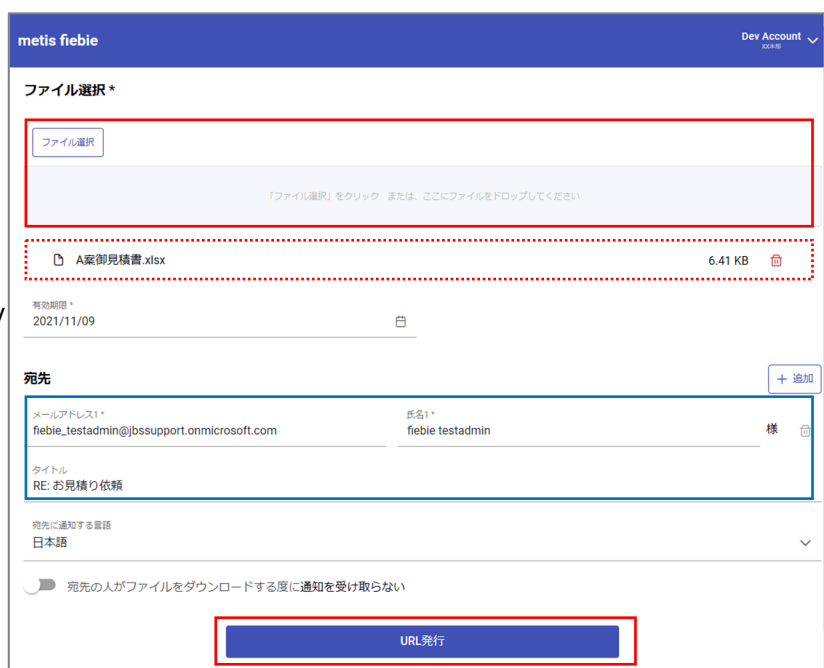 metis fiebie
Dev Account
XX本部
ファイル選択 *
ファイル選択
「ファイル選択」をクリック または、ここにファイルをドロップしてください
A案御見積書.xlsx 6.41 KB
有効期限 *
2021/11/09
宛先
+ 追加
メールアドレス1 *
fiebie_testadmin@jbssupport.onmicrosoft.com
氏名1 *
fiebie testadmin 様
タイトル
RE: お見積り依頼
宛先に通知する言語
日本語
宛先の人がファイルをダウンロードする度に通知を受け取らない
URL発行